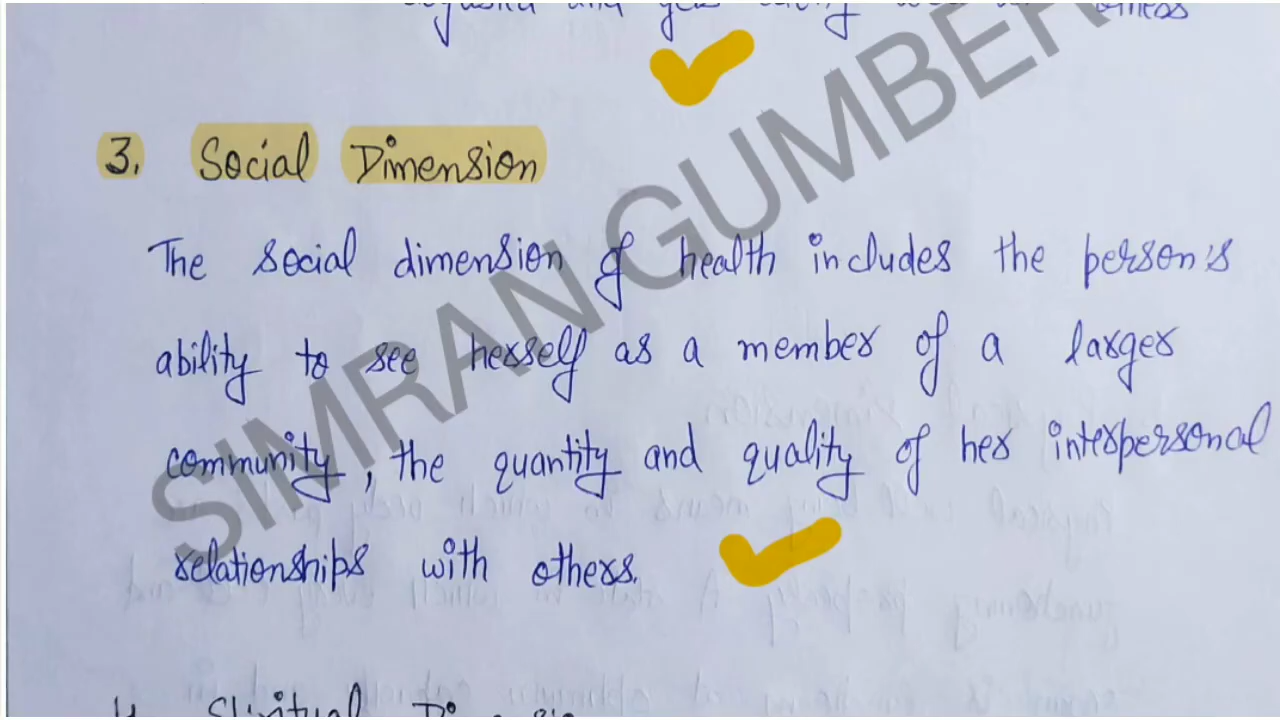 and
3. Social Dimension
The social dimension of health includes the person's
ability to see herself as a member of a larger
community, the quantity and quality of her interpersonal
relationships with others.
SIMRAN GUMBER